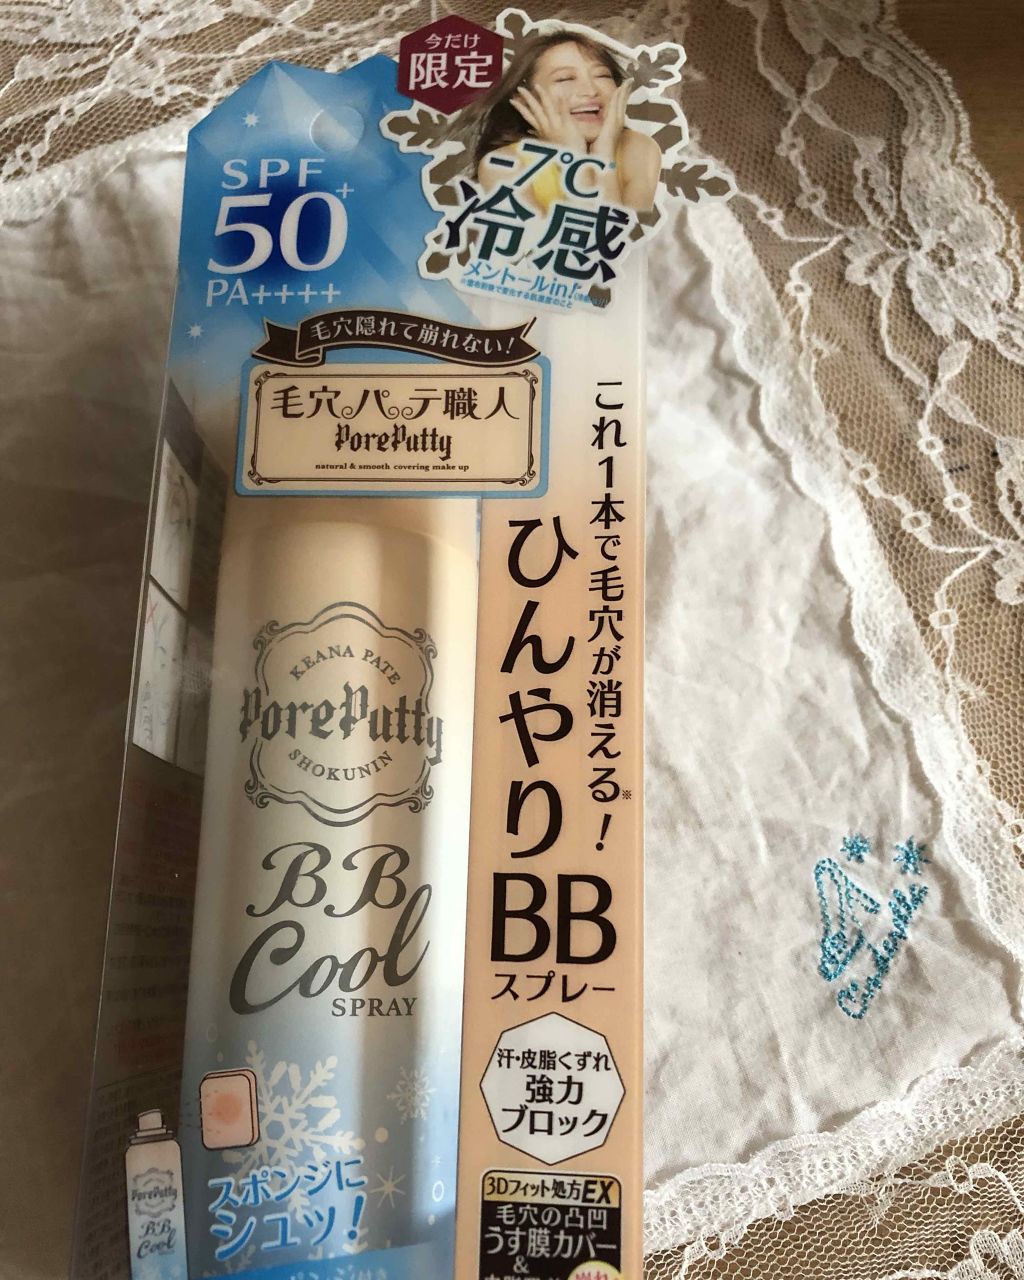 今だけ
限定
-7℃*
冷感
メントールin!
SPF
50+
PA++++
毛穴隠れて崩れない!
毛穴パテ職人
PorePutty
natural & smooth covering make up
これ1本で毛穴が消える!※
ひんやり
BB
スプレー
KEANA PATE
PorePutty
SHOKUNIN
BB
Cool
SPRAY
汗・皮脂くずれ
強力
ブロック
3Dフィット処方EX
毛穴の凸凹
うす膜カバー
&
スポンジに
シュッ!
PorePutty
BB
Cool